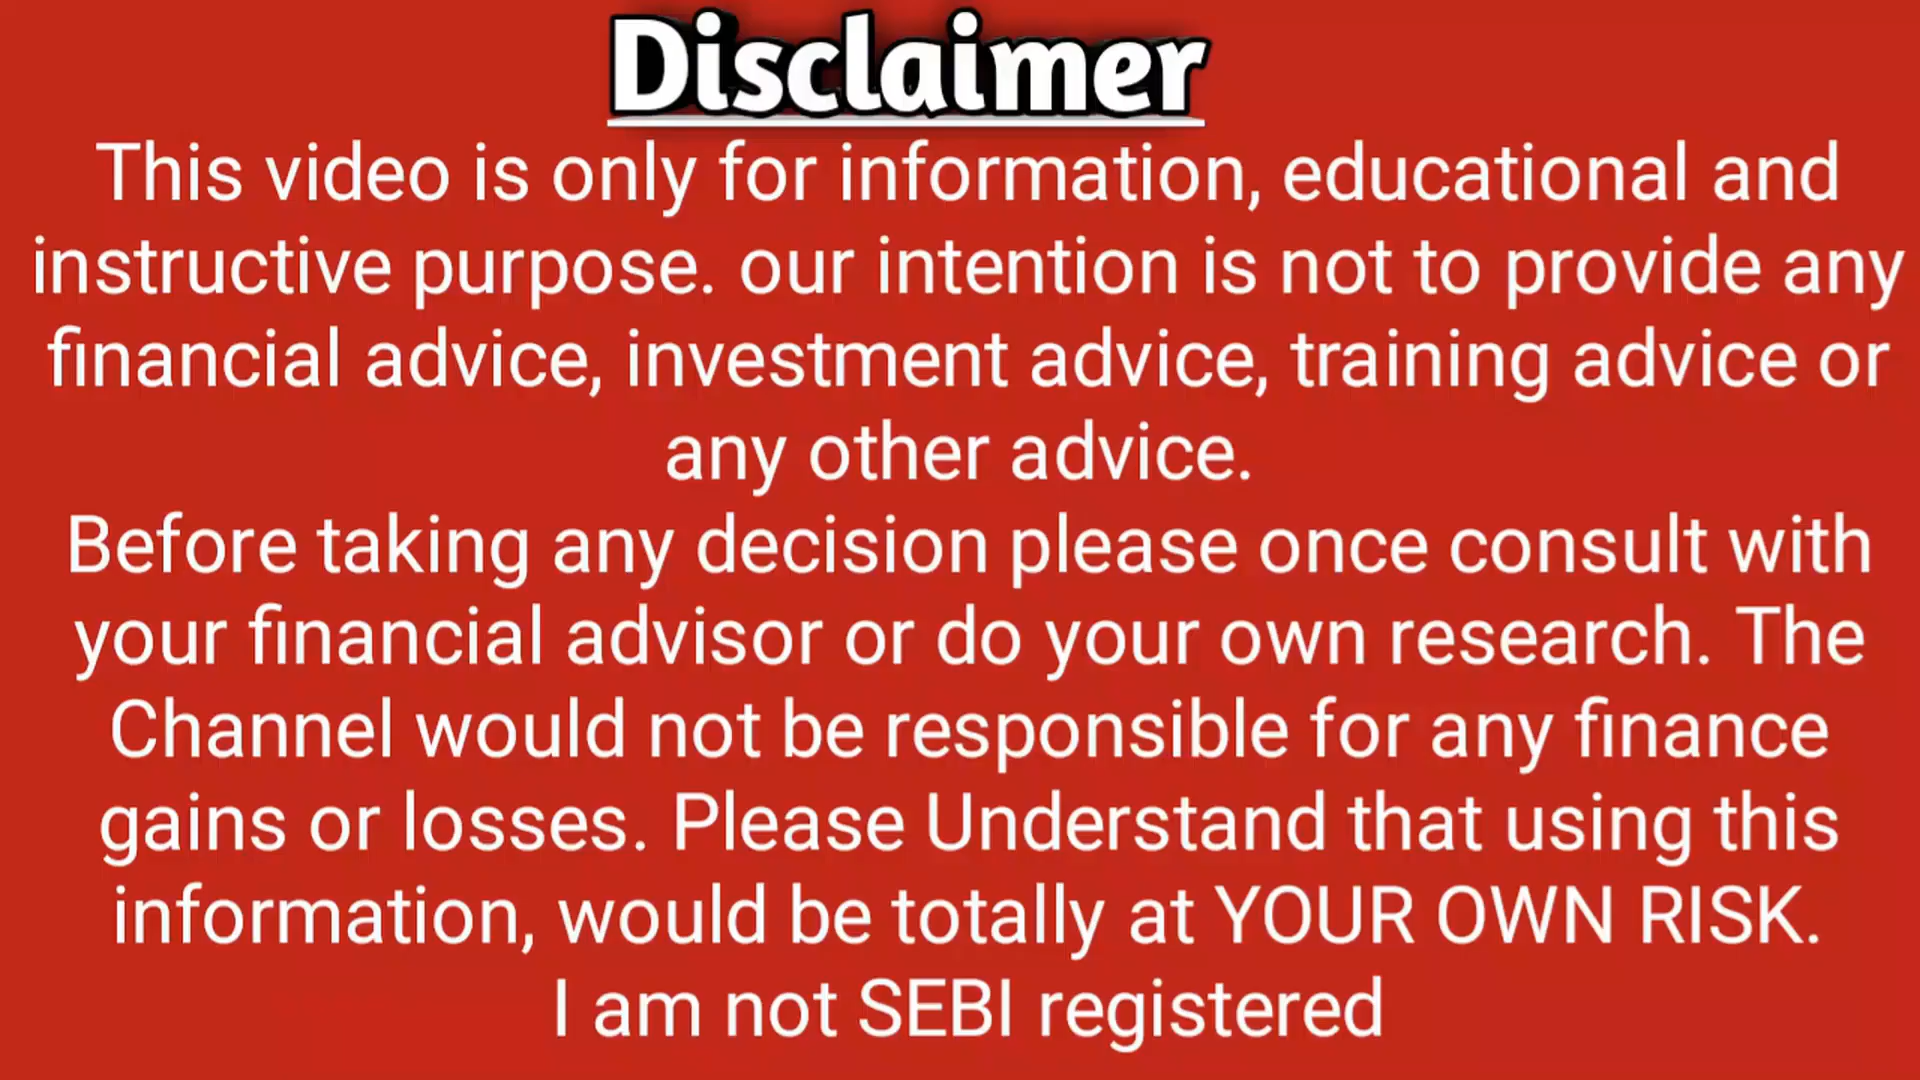 Disclaimer
This video is only for information, educational and
instructive purpose. our intention is not to provide any
financial advice, investment advice, training advice or
any other advice.
Before taking any decision please once consult with
your financial advisor or do your own research. The
Channel would not be responsible for any finance
gains or losses. Please Understand that using this
information, would be totally at YOUR OWN RISK.
I am not SEBI registered